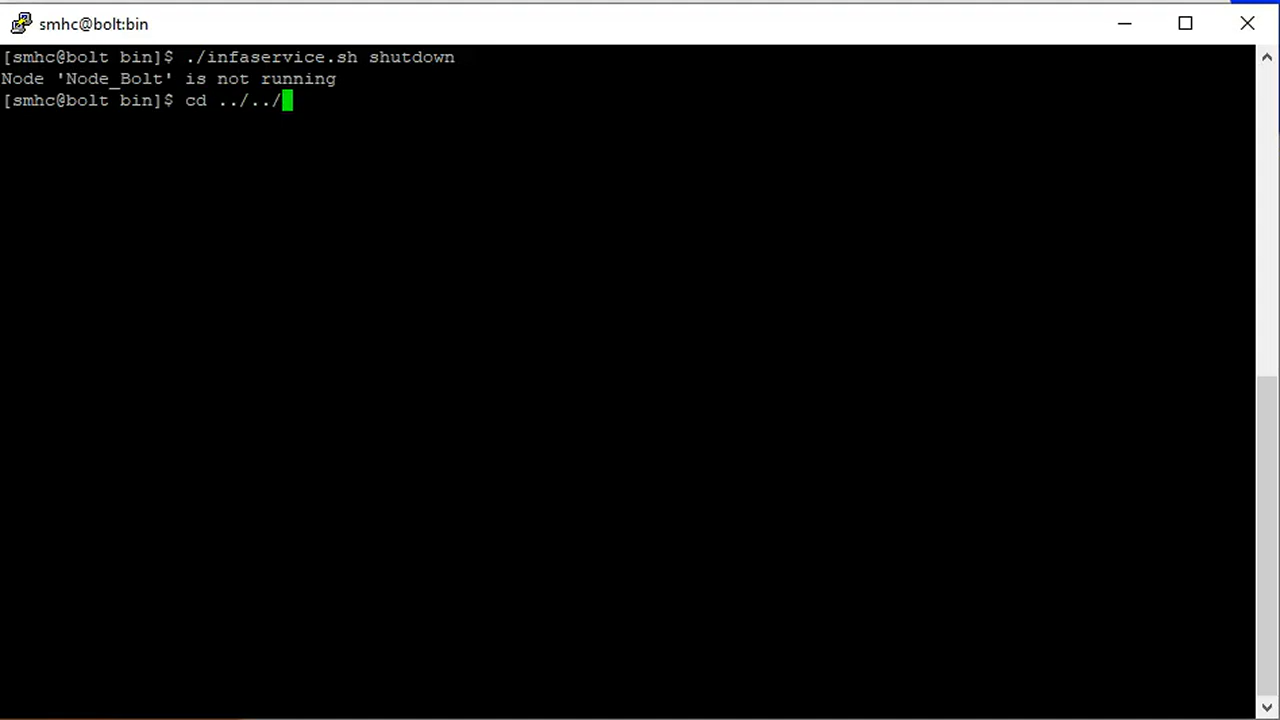 smhc@bolt:bin
[smhc@bolt bin]$ ./infaservice.sh shutdown
Node 'Node_Bolt' is not running
[smhc@bolt bin]$ cd ../../